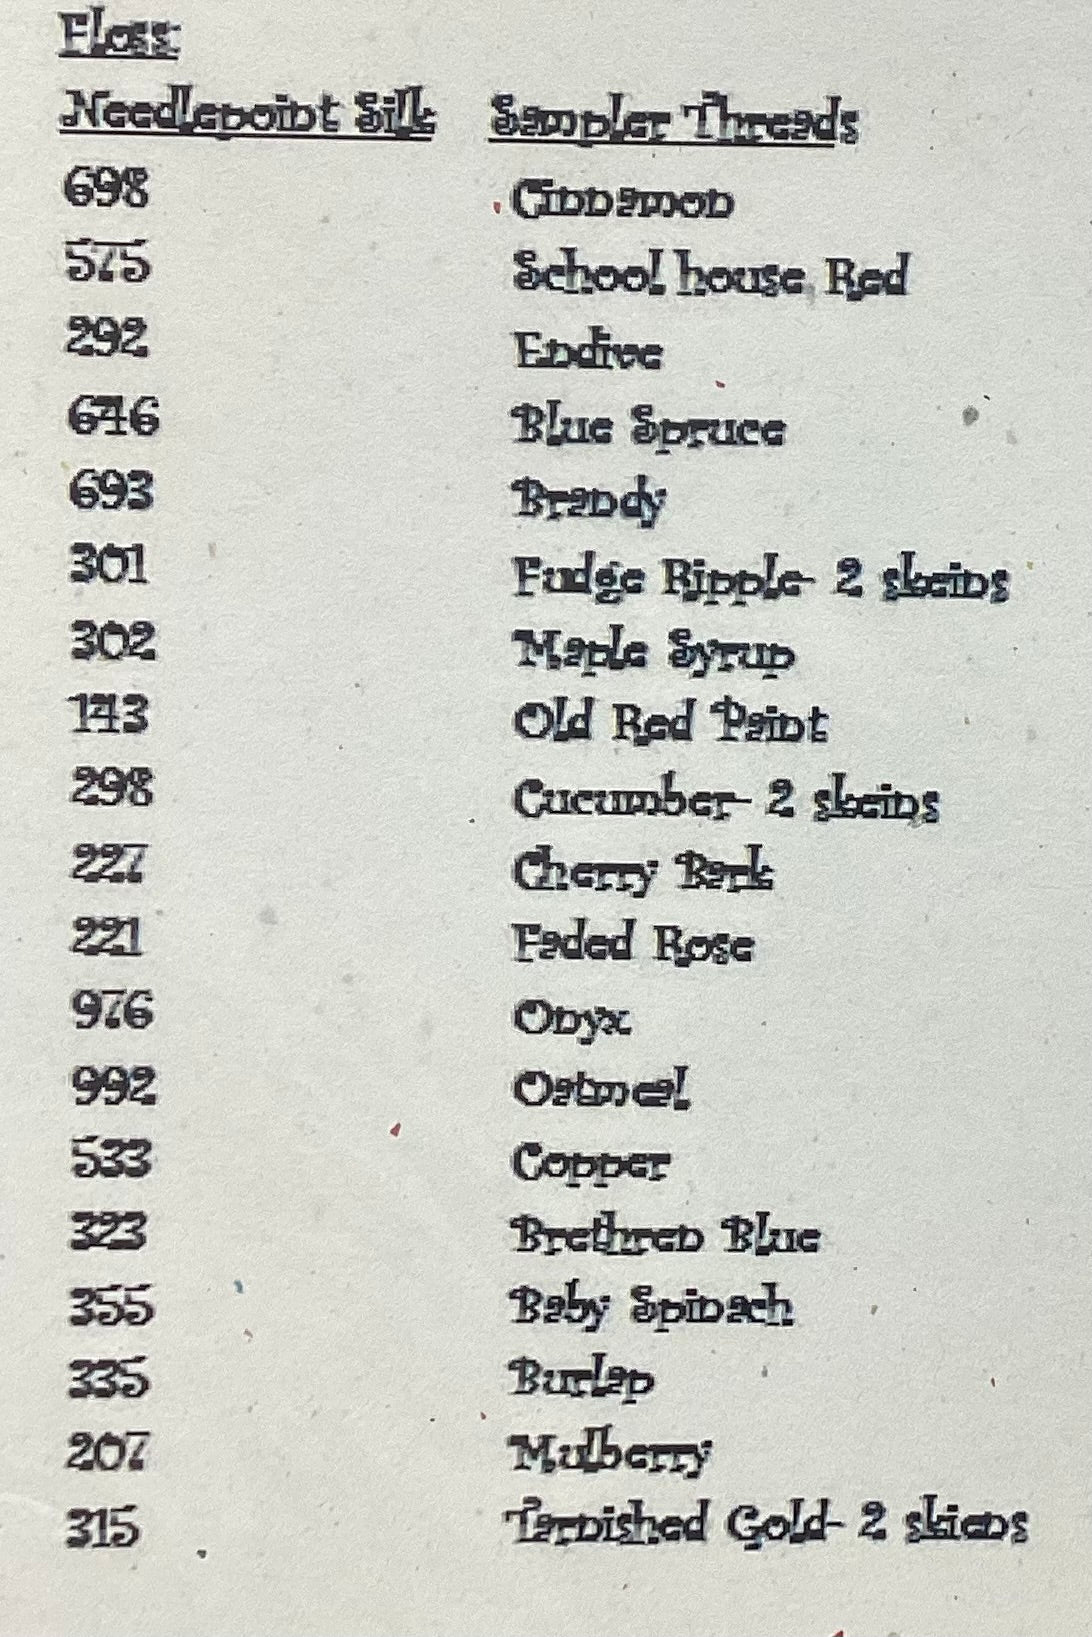 Floss:
Needlepoint Silk Sampler Threads
698 Cinnamon
575 School house Red
292 Endive
646 Blue Spruce
693 Brandy
301 Fudge Ripple- 2 skeins
302 Maple Syrup
143 Old Red Paint
298 Cucumber- 2 skeins
227 Cherry Bark
221 Faded Rose
976 Onyx
992 Oatmeal
533 Copper
323 Brethren Blue
355 Baby Spinach
335 Burlap
207 Mulberry
315 Tarnished Gold- 2 skiens